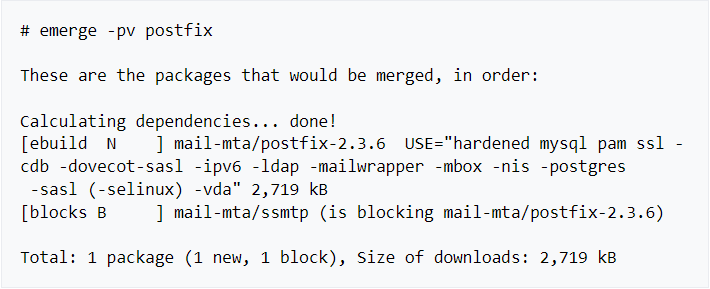 # emerge -pv postfix
These are the packages that would be merged, in order:
Calculating dependencies... done!
[ebuild  N    ] mail-mta/postfix-2.3.6  USE="hardened mysql pam ssl -
cdb -dovecot-sasl -ipv6 -ldap -mailwrapper -mbox -nis -postgres
 -sasl (-selinux) -vda" 2,719 kB
[blocks B     ] mail-mta/ssmtp (is blocking mail-mta/postfix-2.3.6)
Total: 1 package (1 new, 1 block), Size of downloads: 2,719 kB